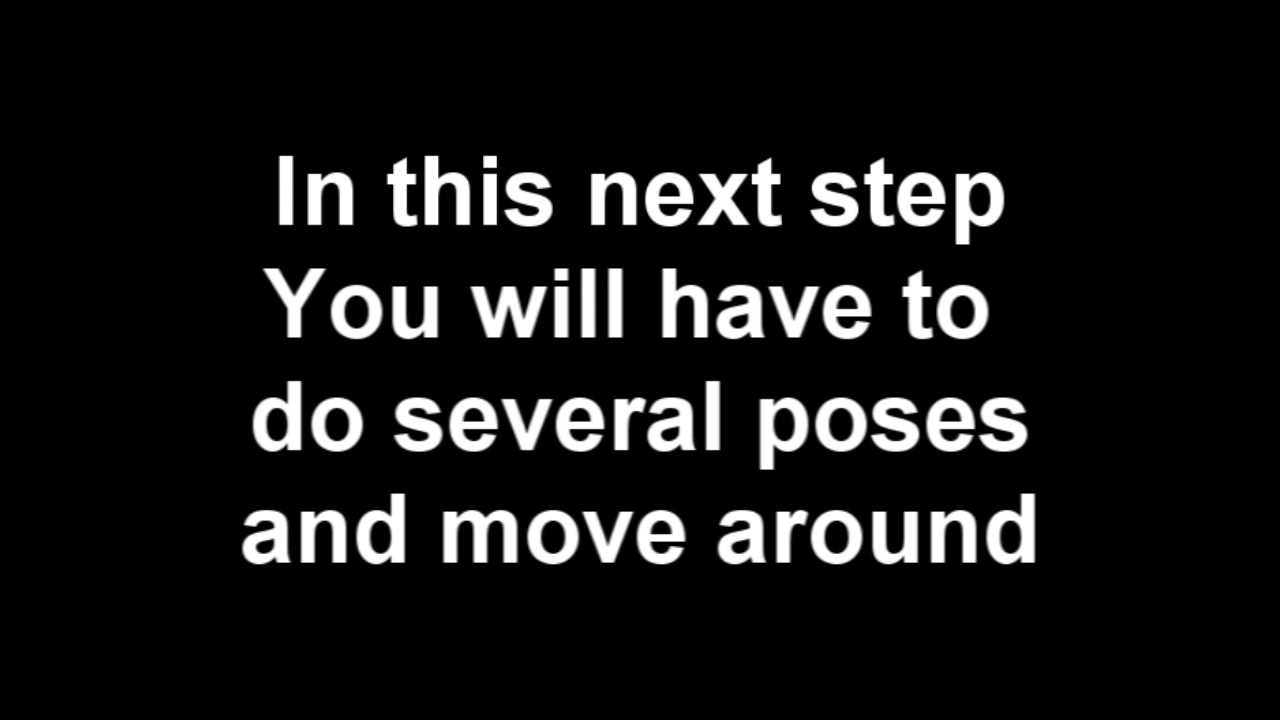 In this next step
You will have to
do several poses
and move around